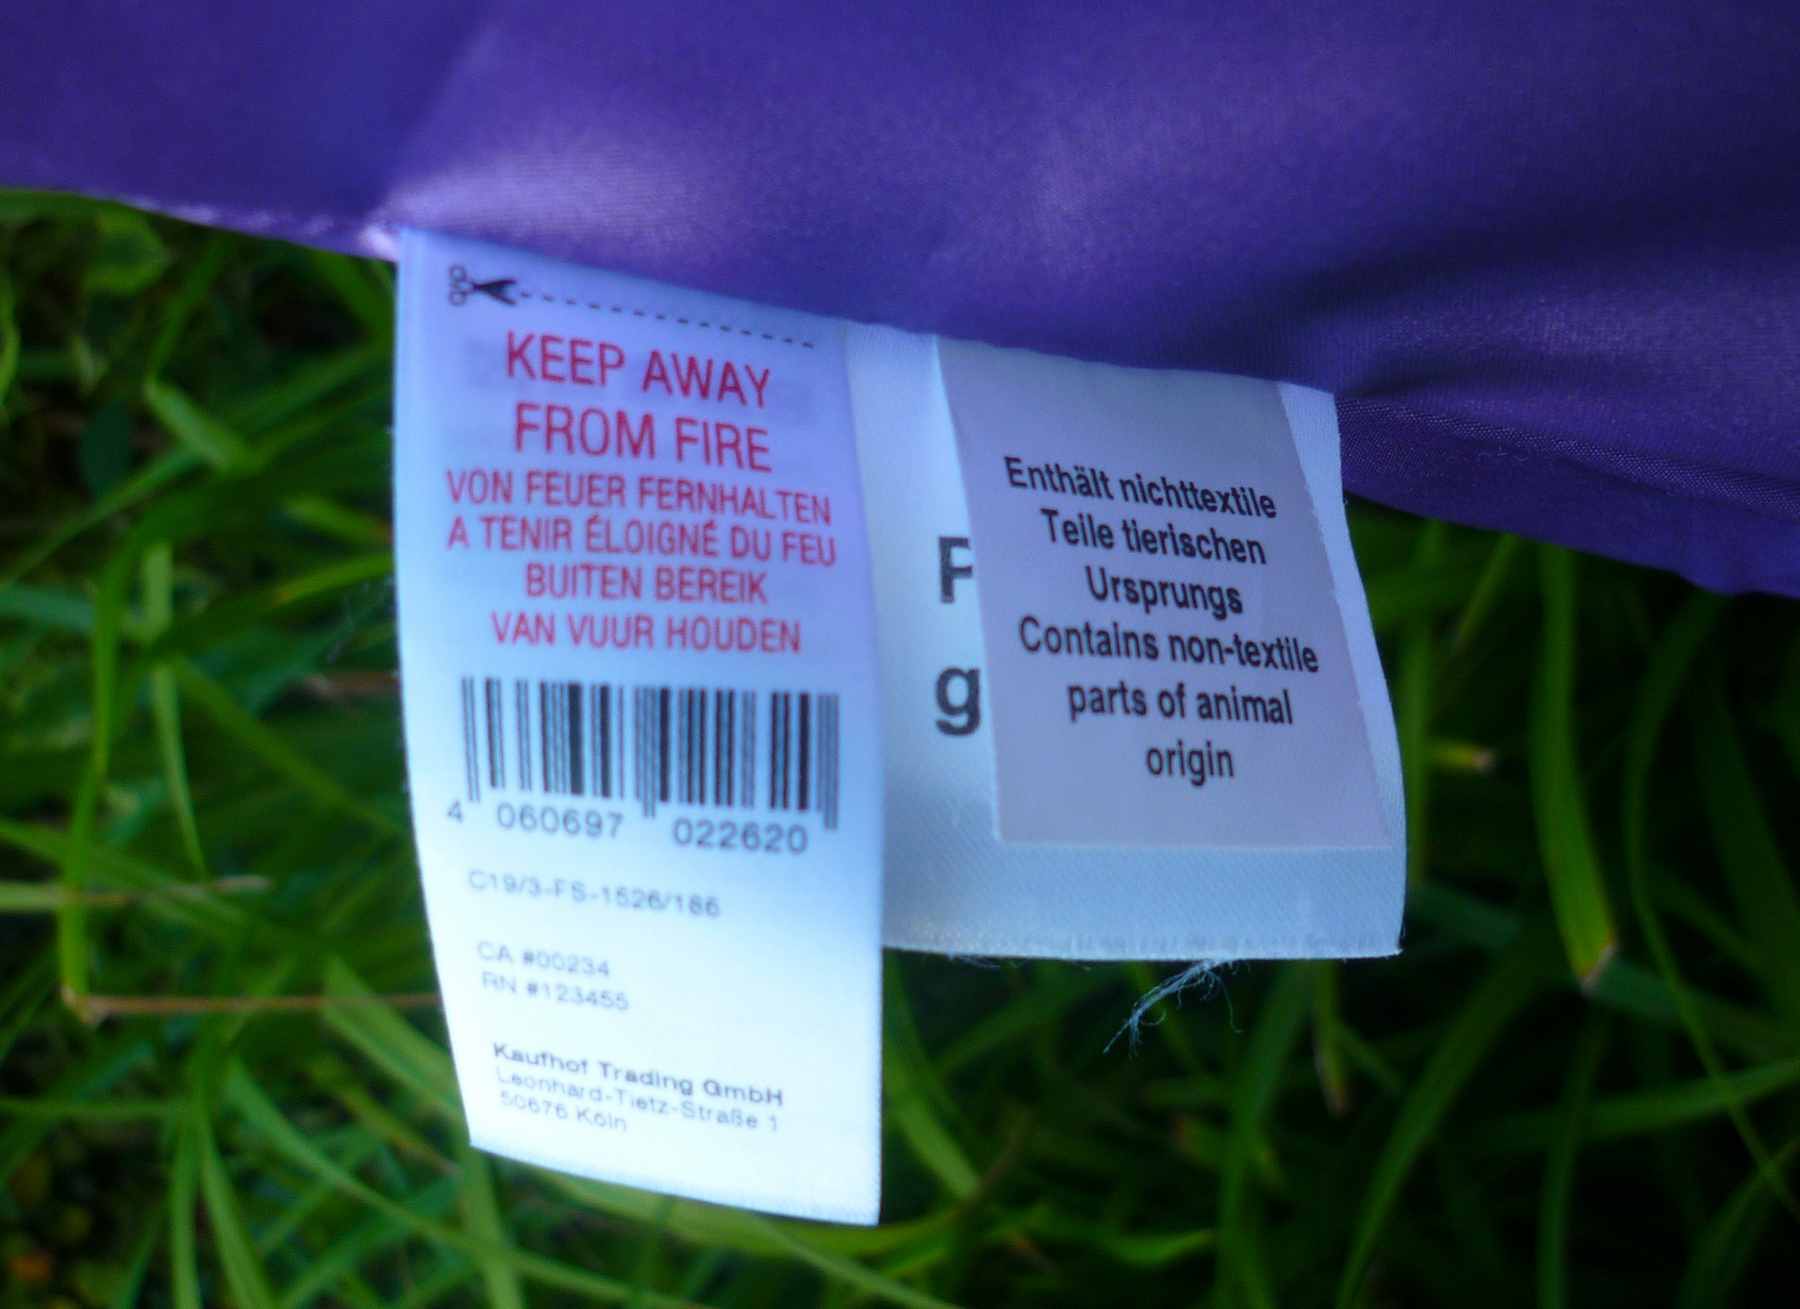 KEEP AWAY
FROM FIRE
VON FEUER FERNHALTEN
A TENIR ÉLOIGNÉ DU FEU
BUITEN BEREIK
VAN VUUR HOUDEN
4 060697 022620
C19/3-FS-1526/186
CA #00234
RN #123455
Kaufhof Trading GmbH
Leonhard-Tietz-Straße 1
50676 Köln
F
g
Enthält nichttextile
Teile tierischen
Ursprungs
Contains non-textile
parts of animal
origin